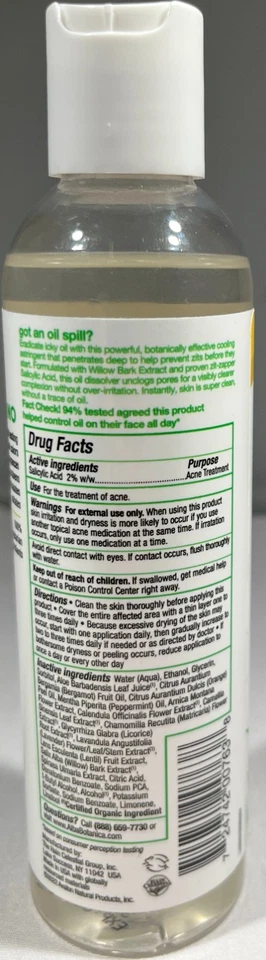 got an oil spill?
Eradicate icky oil with this powerful, botanically effective cooling
astringent that penetrates deep to help prevent zits before they
start. Formulated with Willow Bark Extract and proven zit-zapper
Salicylic Acid, this oil dissolver unclogs pores for a visibly clearer
complexion without over-irritation. Instantly, skin is super clean,
without a trace of oil.
Fact Check! 94% tested agreed this product
helped control oil on their face all day*
Drug Facts
Active ingredients Purpose
Salicylic Acid 2% w/w Acne Treatment
Use For the treatment of acne.
Warnings For external use only. When using this product
skin irritation and dryness is more likely to occur if you use
another topical acne medication at the same time. If irritation
occurs, only use one medication at a time.
Avoid direct contact with eyes. If contact occurs, flush thoroughly
with water.
Keep out of reach of children. If swallowed, get medical help
or contact a Poison Control Center right away.
Directions • Clean the skin thoroughly before applying this
product • Cover the entire affected area with a thin layer one to
three times daily • Because excessive drying of the skin may
occur, start with one application daily, then gradually increase to
two to three times daily if needed or as directed by doctor • If
bothersome dryness or peeling occurs, reduce application to
once a day or every other day
Inactive ingredients Water (Aqua), Ethanol, Glycerin,
Aloe Barbadensis Leaf Juice, Citrus Aurantium
(Bergamot) Fruit Oil, Citrus Aurantium Dulcis (Orange)
Oil, Mentha Piperita (Peppermint) Oil, Arnica Montana
Flower Extract, Calendula Officinalis Flower Extract, Camellia
Leaf Extract, Chamomilla Recutita (Matricaria) Flower
Glycyrrhiza Glabra (Licorice)
Root Extract, Lavandula Angustifolia
(Lavender) Flower/Leaf/Stem Extract,
Lens Esculenta (Lentil) Fruit Extract,
Salix Alba (Willow) Bark Extract,
Extract, Citric Acid,
Benzoate, Sodium PCA,
Alcohol, Potassium
Sodium Benzoate, Limonene,
Certified Organic Ingredient
Questions? Call (888) 659-7730 or
www.AlbaBotanica.com
consumer perception testing
Celestial Group, Inc.
NY 11042 USA
USA with globally
materials
Avalon Natural Products, Inc.